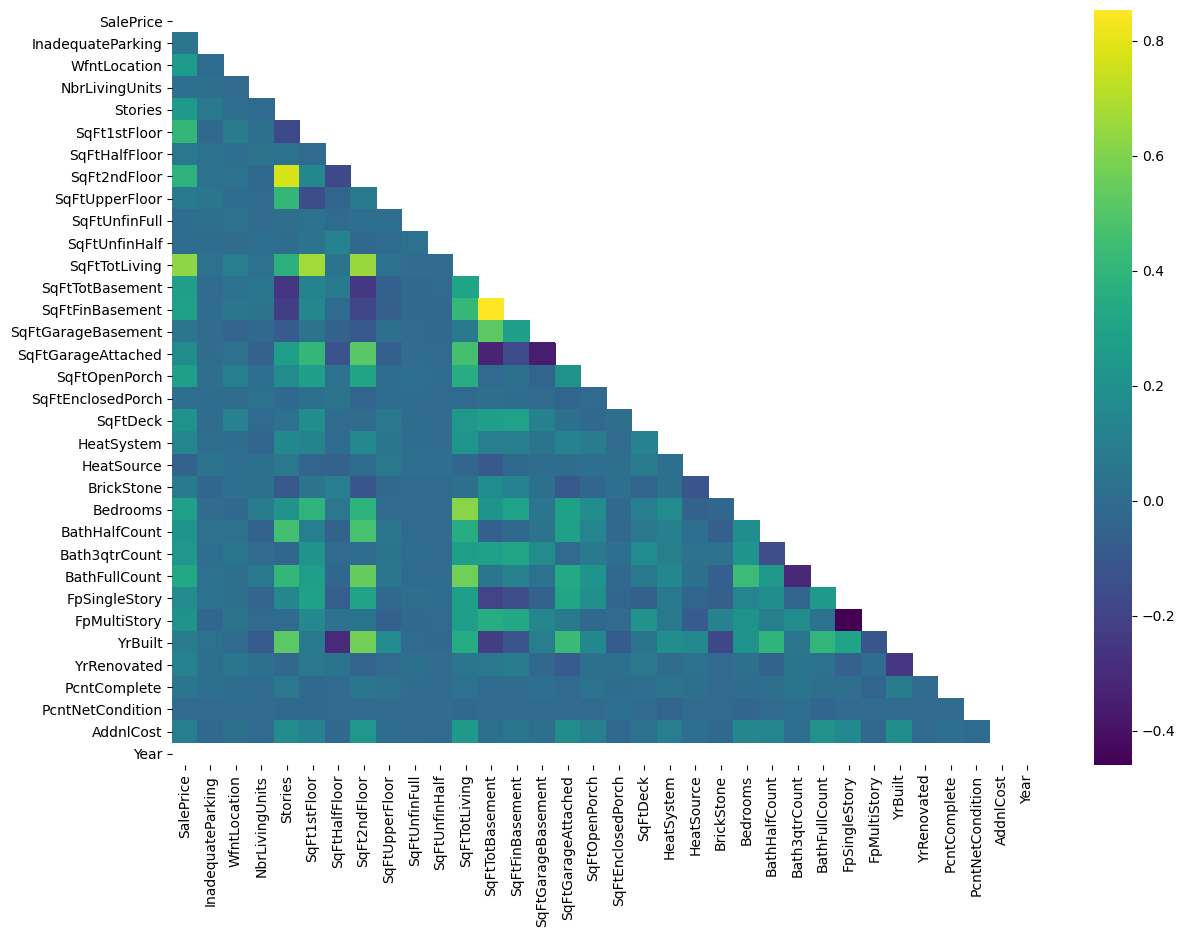 SalePrice
InadequateParking
WfntLocation
NbrLivingUnits
Stories
SqFt1stFloor
SqFtHalfFloor
SqFt2ndFloor
SqFtUpperFloor
SqFtUnfinFull
SqFtUnfinHalf
SqFtTotLiving
SqFtTotBasement
SqFtFinBasement
SqFtGarageBasement
SqFtGarageAttached
SqFtOpenPorch
SqFtEnclosedPorch
SqFtDeck
HeatSystem
HeatSource
BrickStone
Bedrooms
BathHalfCount
Bath3qtrCount
BathFullCount
FpSingleStory
FpMultiStory
YrBuilt
YrRenovated
PcntComplete
PcntNetCondition
AddnlCost
Year
SalePrice
InadequateParking
WfntLocation
NbrLivingUnits
Stories
SqFt1stFloor
SqFtHalfFloor
SqFt2ndFloor
SqFtUpperFloor
SqFtUnfinFull
SqFtUnfinHalf
SqFtTotLiving
SqFtTotBasement
SqFtFinBasement
SqFtGarageBasement
SqFtGarageAttached
SqFtOpenPorch
SqFtEnclosedPorch
SqFtDeck
HeatSystem
HeatSource
BrickStone
Bedrooms
BathHalfCount
Bath3qtrCount
BathFullCount
FpSingleStory
FpMultiStory
YrBuilt
YrRenovated
PcntComplete
PcntNetCondition
AddnlCost
Year
0.8
0.6
0.4
0.2
0.0
−0.2
−0.4